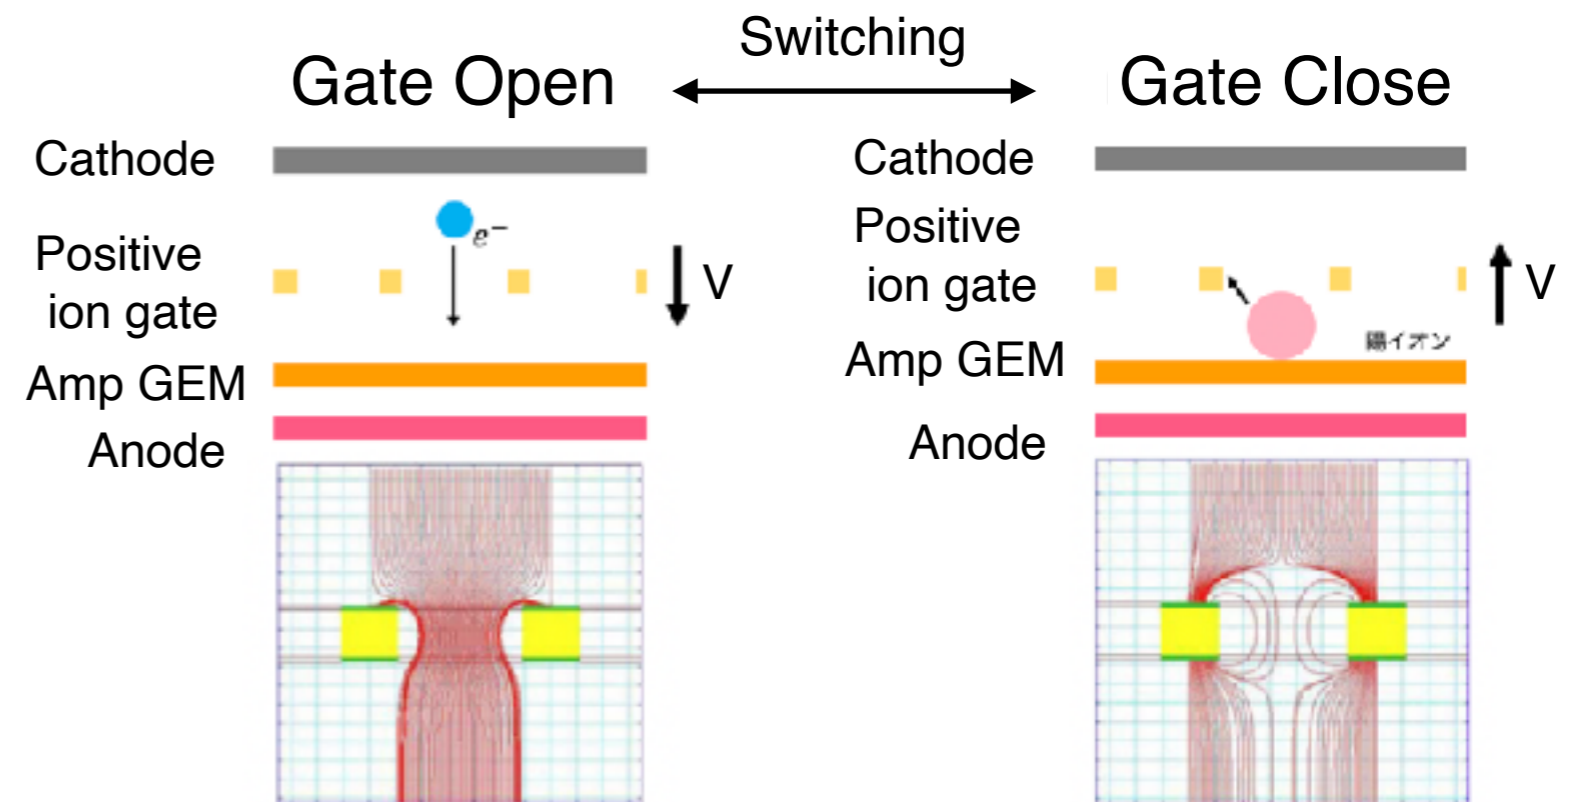 Switching
Gate Open
Gate Close
Cathode
e−
Positive
ion gate
V
Amp GEM
Anode
Cathode
Positive
ion gate
V
陽イオン
Amp GEM
Anode